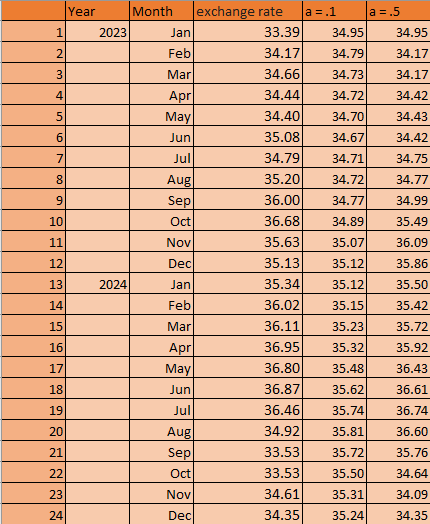 Year Month exchange rate a = .1 a = .5
1 2023 Jan 33.39 34.95 34.95
2 Feb 34.17 34.79 34.17
3 Mar 34.66 34.73 34.17
4 Apr 34.44 34.72 34.42
5 May 34.40 34.70 34.43
6 Jun 35.08 34.67 34.42
7 Jul 34.79 34.71 34.75
8 Aug 35.20 34.72 34.77
9 Sep 36.00 34.77 34.99
10 Oct 36.68 34.89 35.49
11 Nov 35.63 35.07 36.09
12 Dec 35.13 35.12 35.86
13 2024 Jan 35.34 35.12 35.50
14 Feb 36.02 35.15 35.42
15 Mar 36.11 35.23 35.72
16 Apr 36.95 35.32 35.92
17 May 36.80 35.48 36.43
18 Jun 36.87 35.62 36.61
19 Jul 36.46 35.74 36.74
20 Aug 34.92 35.81 36.60
21 Sep 33.53 35.72 35.76
22 Oct 33.53 35.50 34.64
23 Nov 34.61 35.31 34.09
24 Dec 34.35 35.24 34.35